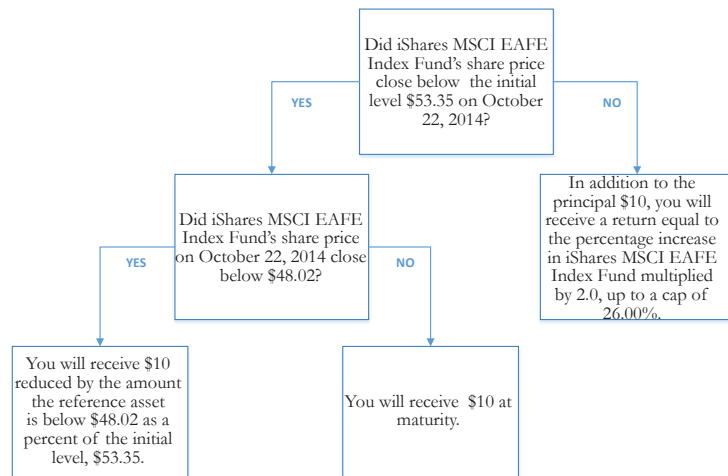 Did iShares MSCI EAFE
Index Fund's share price
close below the initial
level $53.35 on October
22, 2014?
YES
NO
Did iShares MSCI EAFE
Index Fund's share price
on October 22, 2014 close
below $48.02?
In addition to the
principal $10, you will
receive a return equal to
the percentage increase
in iShares MSCI EAFE
Index Fund multiplied
by 2.0, up to a cap of
26.00%.
YES
NO
You will receive $10
reduced by the amount
the reference asset
is below $48.02 as a
percent of the initial
level, $53.35.
You will receive $10 at
maturity.